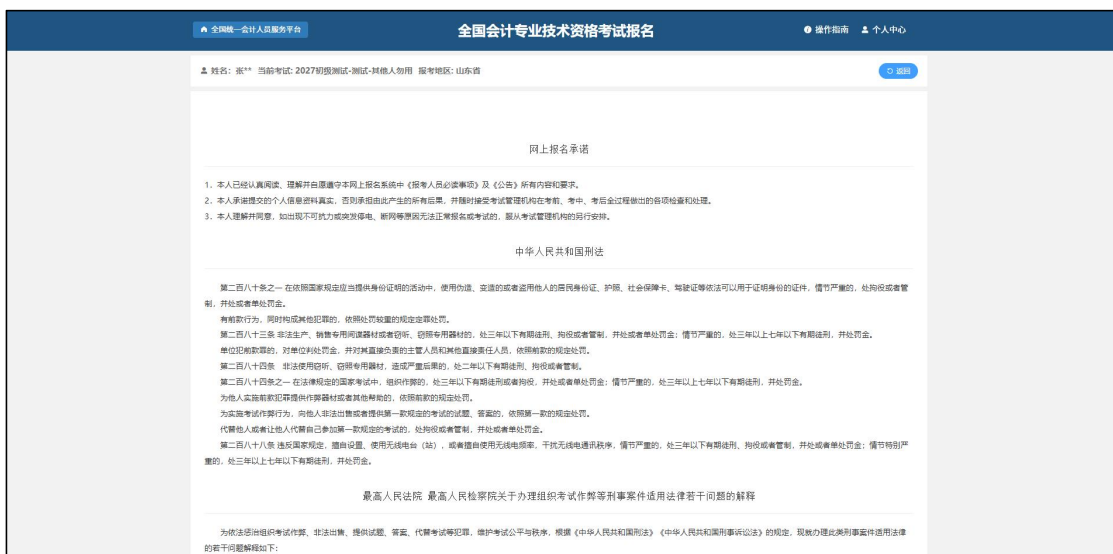 全国统一会计人员服务平台
全国会计专业技术资格考试报名
操作指南 个人中心
姓名: 张** 当前考试: 2027初级测试-测试-其他人勿用 报考地区: 山东省
返回
网上报名承诺
1、本人已经认真阅读、理解并自愿遵守本网上报名系统中《报考人员必读事项》及《公告》所有内容和要求。
2、本人承诺提交的个人信息资料真实，否则承担由此产生的所有后果，并随时接受考试管理机构在考前、考中、考后全过程做出的各项检查和处理。
3、本人理解并同意，如出现不可抗力或突发停电、断网等原因无法正常报名或考试的，服从考试管理机构的另行安排。
中华人民共和国刑法
第二百八十条之一 在依照国家规定应当提供身份证明的活动中，使用伪造、变造的或者盗用他人的居民身份证、护照、社会保障卡、驾驶证等依法可以用于证明身份的证件，情节严重的，处拘役或者管
制，并处或者单处罚金。
有前款行为，同时构成其他犯罪的，依照处罚较重的规定定罪处罚。
第二百八十三条 非法生产、销售专用间谍器材或者窃听、窃照专用器材的，处三年以下有期徒刑、拘役或者管制，并处或者单处罚金；情节严重的，处三年以上七年以下有期徒刑，并处罚金。
单位犯前款罪的，对单位判处罚金，并对其直接负责的主管人员和其他直接责任人员，依照前款的规定处罚。
第二百八十四条 非法使用窃听、窃照专用器材，造成严重后果的，处二年以下有期徒刑、拘役或者管制。
第二百八十四条之一 在法律规定的国家考试中，组织作弊的，处三年以下有期徒刑或者拘役，并处或者单处罚金；情节严重的，处三年以上七年以下有期徒刑，并处罚金。
为他人实施前款犯罪提供作弊器材或者其他帮助的，依照前款的规定处罚。
为实施考试作弊行为，向他人非法出售或者提供第一款规定的考试的试题、答案的，依照第一款的规定处罚。
代替他人或者让他人代替自己参加第一款规定的考试的，处拘役或者管制，并处或者单处罚金。
第二百八十八条 违反国家规定，擅自设置、使用无线电台（站），或者擅自使用无线电频率，干扰无线电通讯秩序，情节严重的，处三年以下有期徒刑、拘役或者管制，并处或者单处罚金；情节特别严
重的，处三年以上七年以下有期徒刑，并处罚金。
最高人民法院 最高人民检察院关于办理组织考试作弊等刑事案件适用法律若干问题的解释
为依法惩治组织考试作弊、非法出售、提供试题、答案、代替考试等犯罪，维护考试公平与秩序，根据《中华人民共和国刑法》《中华人民共和国刑事诉讼法》的规定，现就办理此类刑事案件适用法律
的若干问题解释如下：